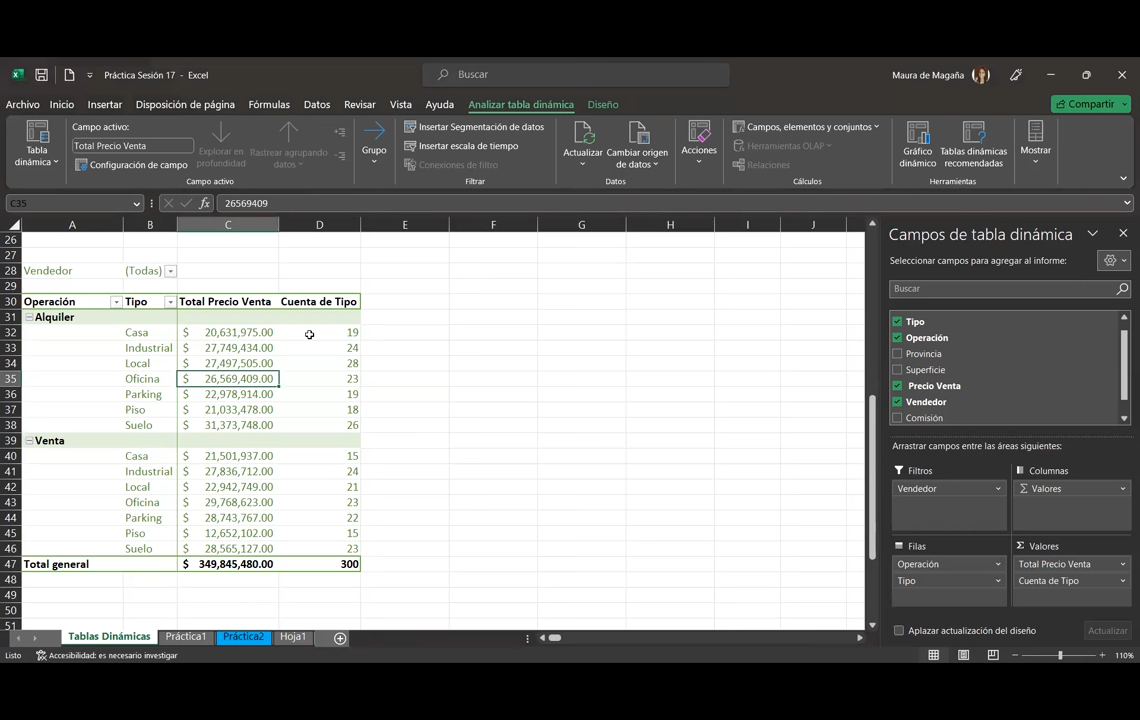 Práctica Sesión 17 - Excel
Buscar
Maura de Magaña
Archivo Inicio Insertar Disposición de página Fórmulas Datos Revisar Vista Ayuda Analizar tabla dinámica Diseño Compartir
Tabla dinámica
Campo activo:
Total Precio Venta
Configuración de campo
Explorar en profundidad
Rastrear agrupando datos
Campo activo
Grupo
Insertar Segmentación de datos
Insertar escala de tiempo
Conexiones de filtro
Filtrar
Actualizar
Cambiar origen de datos
Datos
Acciones
Campos, elementos y conjuntos
Herramientas OLAP
Relaciones
Cálculos
Gráfico dinámico
Tablas dinámicas recomendadas
Herramientas
Mostrar
C35 fx 26569409
A B C D E F G H I J
26
27
28 Vendedor (Todas)
29
30 Operación Tipo Total Precio Venta Cuenta de Tipo
31 Alquiler
32 Casa $ 20,631,975.00 19
33 Industrial $ 27,749,434.00 24
34 Local $ 27,497,505.00 28
35 Oficina $ 26,569,409.00 23
36 Parking $ 22,978,914.00 19
37 Piso $ 21,033,478.00 18
38 Suelo $ 31,373,748.00 26
39 Venta
40 Casa $ 21,501,937.00 15
41 Industrial $ 27,836,712.00 24
42 Local $ 22,942,749.00 21
43 Oficina $ 29,768,623.00 23
44 Parking $ 28,743,767.00 22
45 Piso $ 12,652,102.00 15
46 Suelo $ 28,565,127.00 23
47 Total general $ 349,845,480.00 300
48
49
50
51
Campos de tabla dinámica
Seleccionar campos para agregar al informe:
Buscar
Tipo
Operación
Provincia
Superficie
Precio Venta
Vendedor
Comisión
Arrastrar campos entre las áreas siguientes:
Filtros
Vendedor
Columnas
Σ Valores
Filas
Operación
Tipo
Σ Valores
Total Precio Venta
Cuenta de Tipo
Aplazar actualización del diseño Actualizar
Tablas Dinámicas Práctica1 Práctica2 Hoja1
Listo Accesibilidad: es necesario investigar 110%